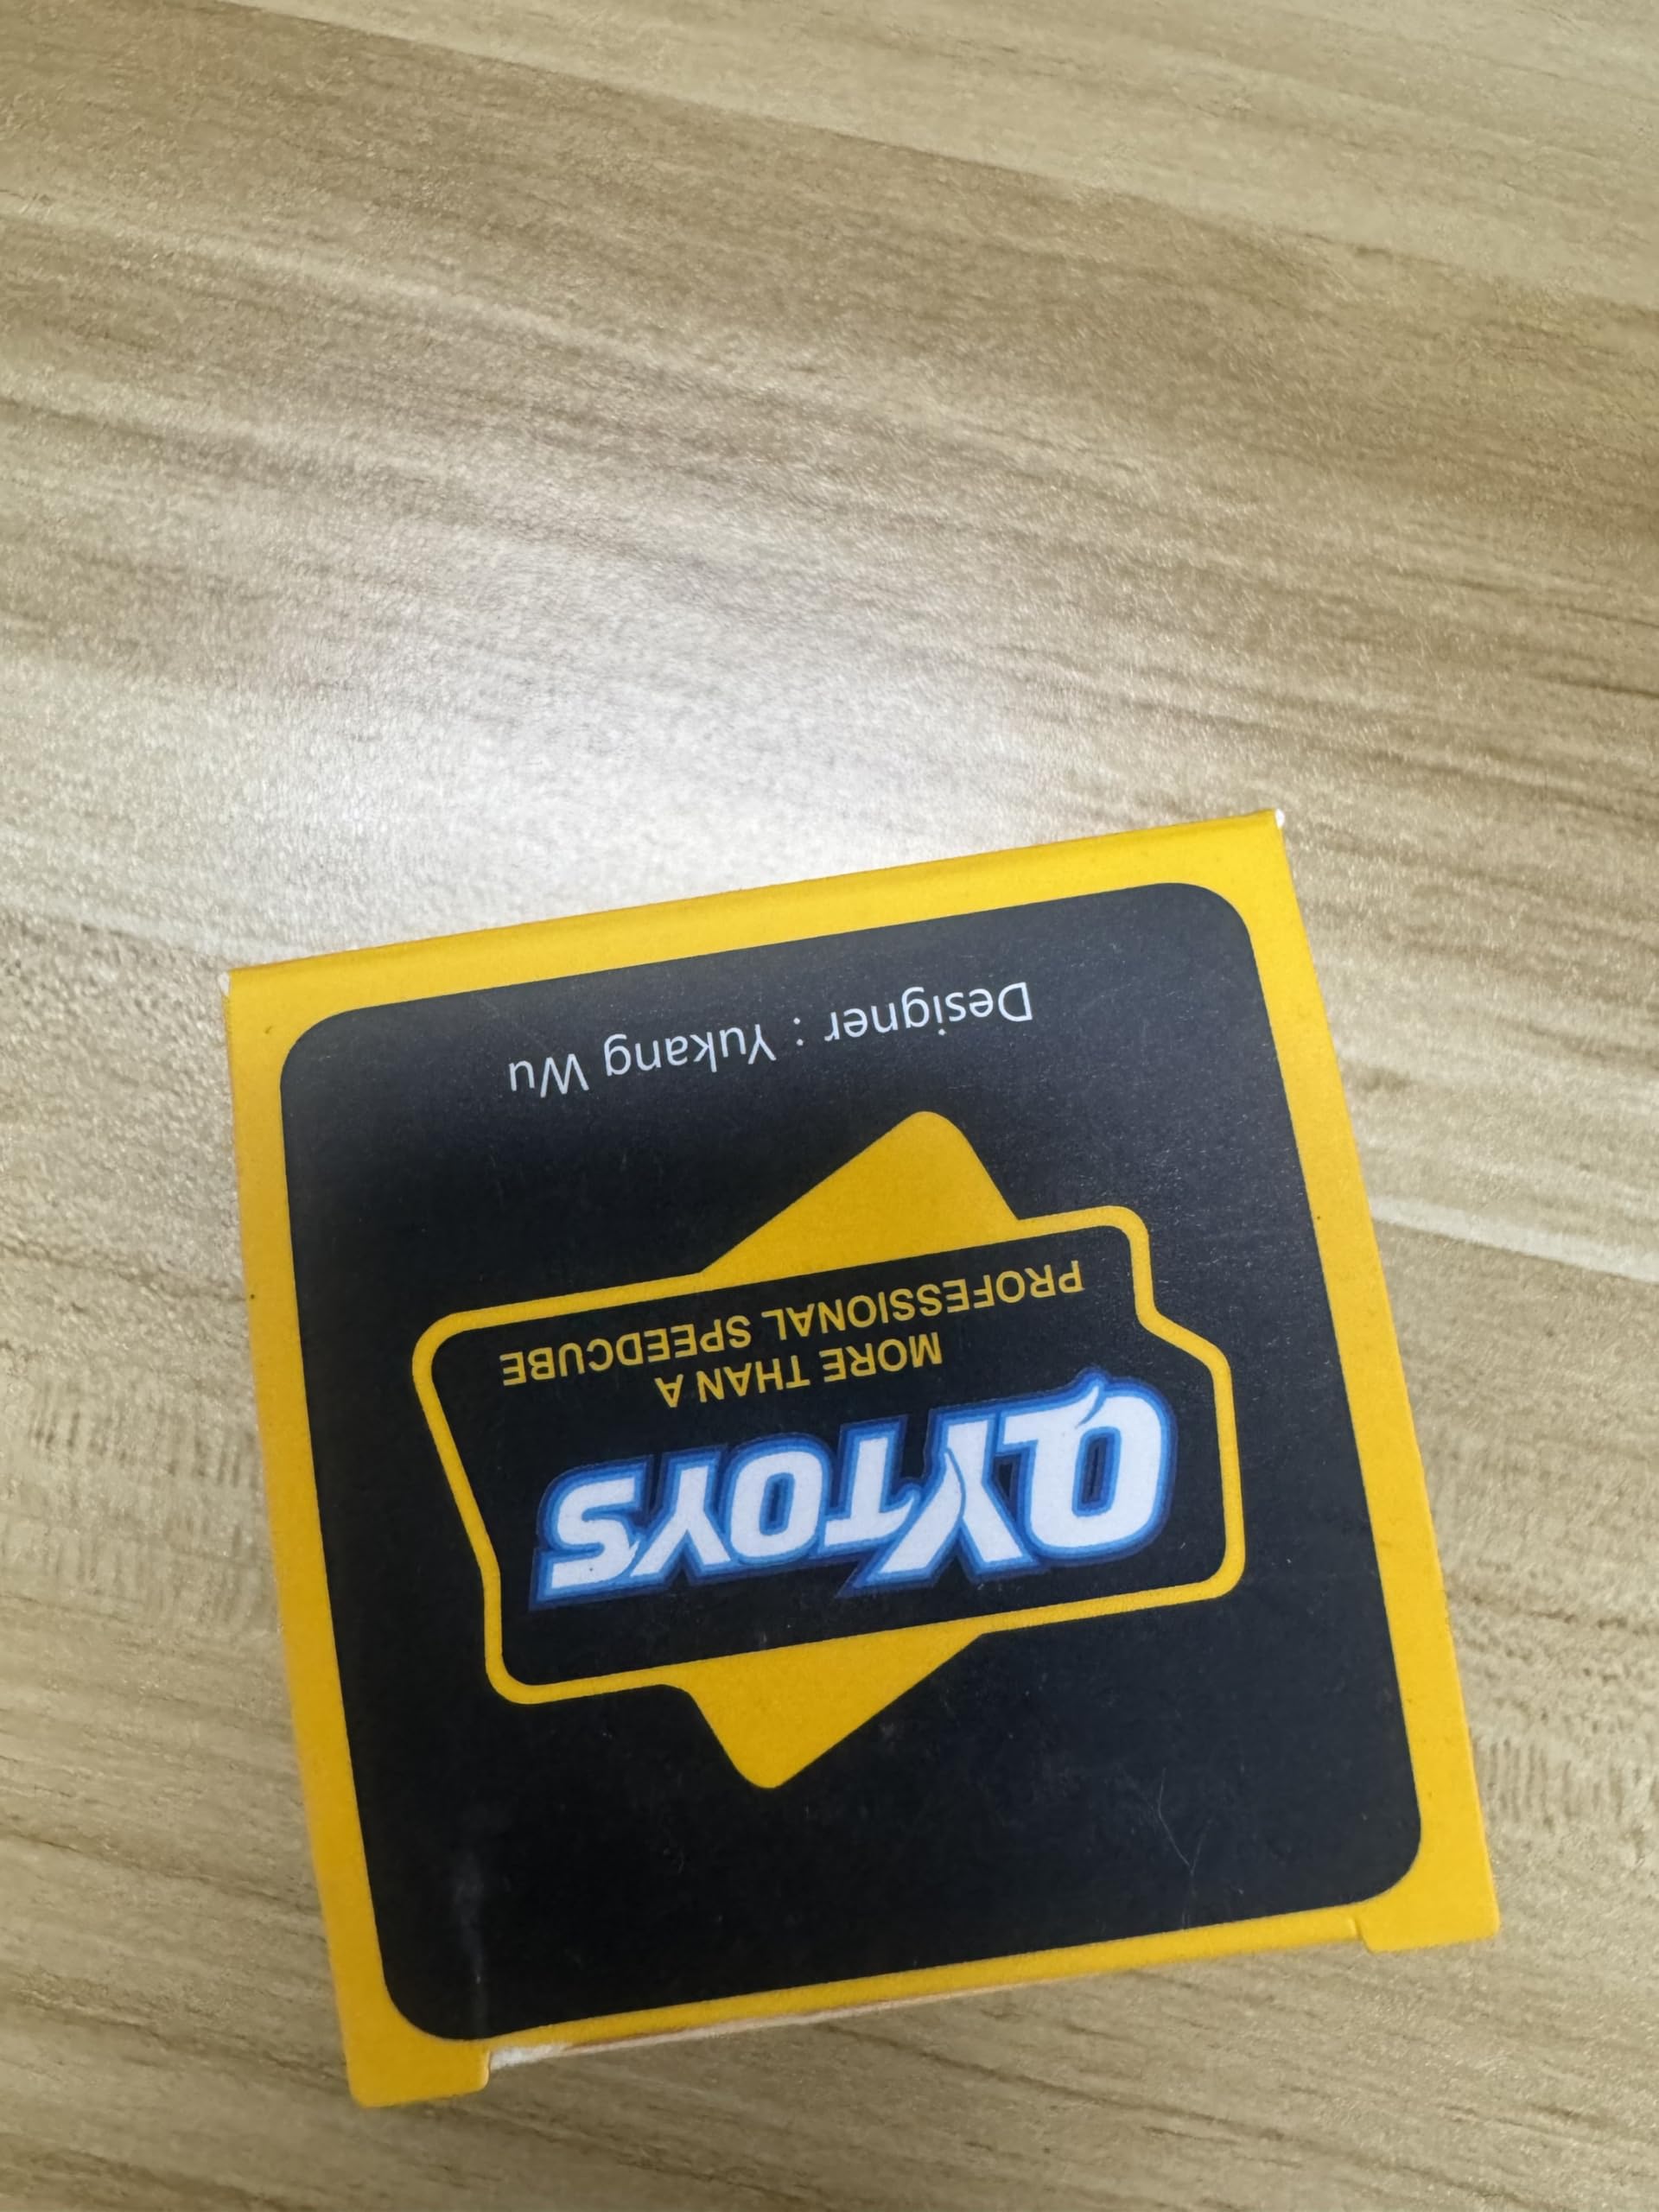 QYTOYS
MORE THAN A
PROFESSIONAL SPEEDCUBE
Designer : Yukang Wu